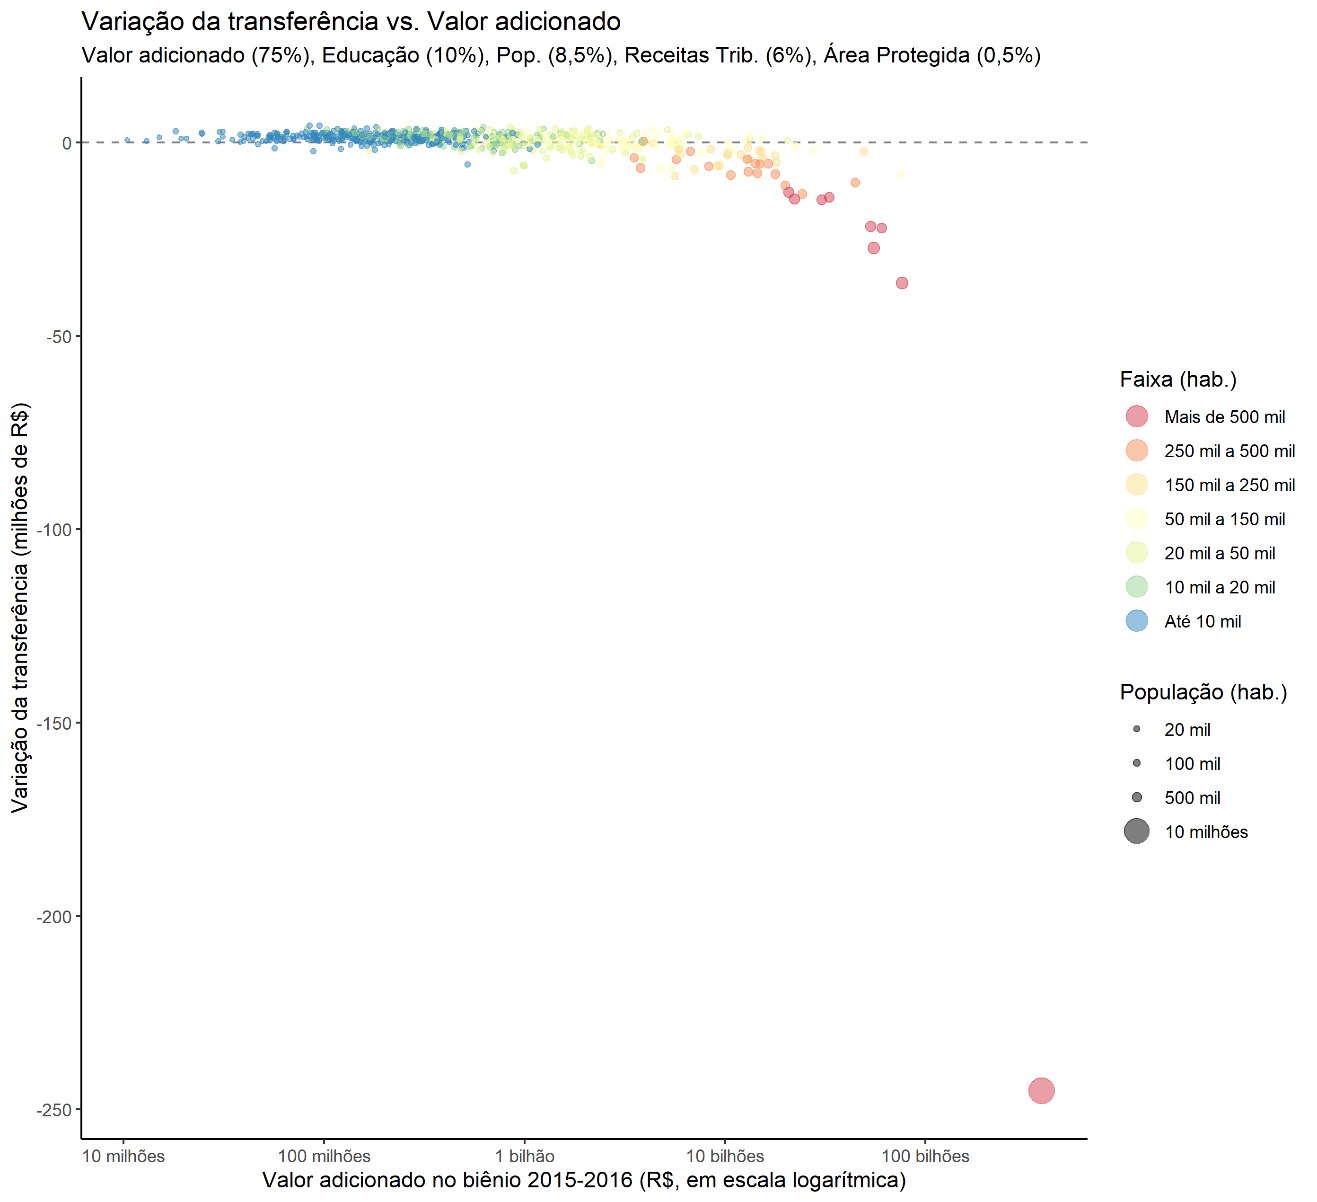 Variação da transferência vs. Valor adicionado
Valor adicionado (75%), Educação (10%), Pop. (8,5%), Receitas Trib. (6%), Área Protegida (0,5%)
Variação da transferência (milhões de R$)
0
-50
-100
-150
-200
-250
10 milhões
100 milhões
1 bilhão
10 bilhões
100 bilhões
Valor adicionado no biênio 2015-2016 (R$, em escala logarítmica)
Faixa (hab.)
Mais de 500 mil
250 mil a 500 mil
150 mil a 250 mil
50 mil a 150 mil
20 mil a 50 mil
10 mil a 20 mil
Até 10 mil
População (hab.)
20 mil
100 mil
500 mil
10 milhões